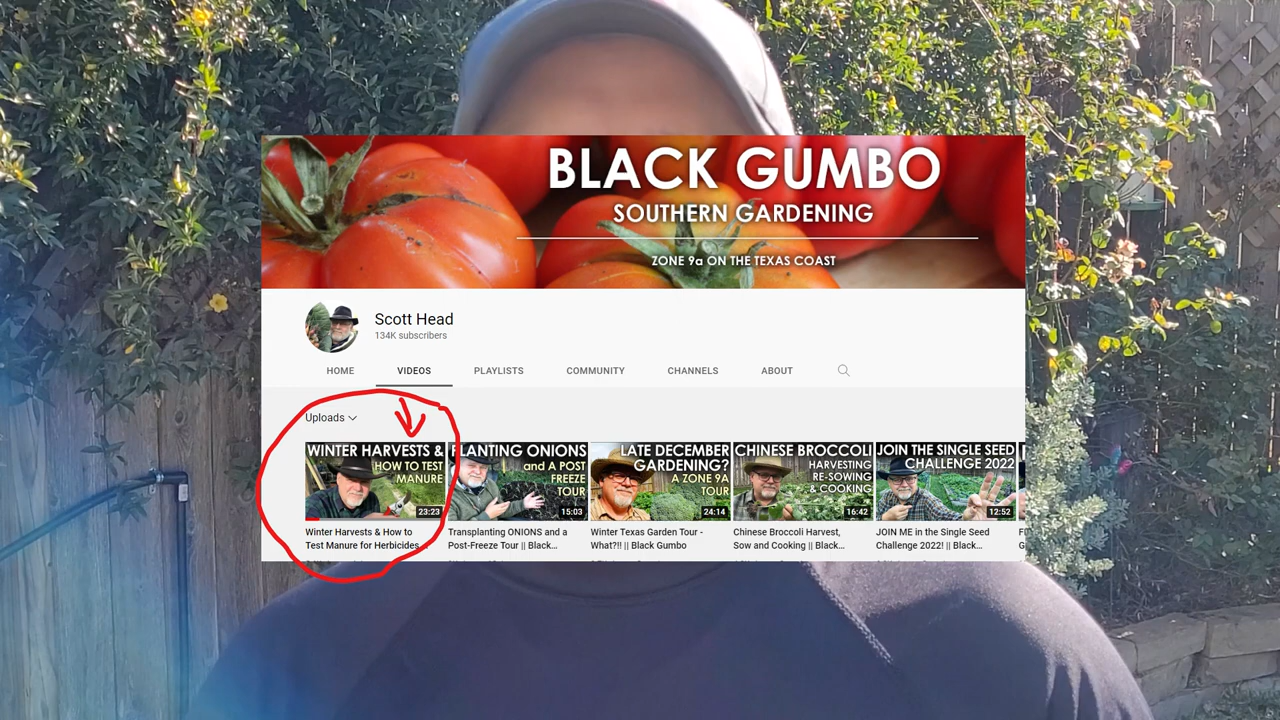 BLACK GUMBO
SOUTHERN GARDENING
ZONE 9a ON THE TEXAS COAST
Scott Head
134K subscribers
HOME VIDEOS PLAYLISTS COMMUNITY CHANNELS ABOUT
Uploads
WINTER HARVESTS &
HOW TO TEST
MANURE
23:23
Winter Harvests & How to
Test Manure for Herbicides...
PLANTING ONIONS
and A POST
FREEZE
TOUR
15:03
Transplanting ONIONS and a
Post-Freeze Tour || Black...
LATE DECEMBER
GARDENING?
A ZONE 9A
TOUR
24:14
Winter Texas Garden Tour -
What?!! || Black Gumbo
CHINESE BROCCOLI
HARVESTING
RE-SOWING
& COOKING
16:42
Chinese Broccoli Harvest,
Sow and Cooking || Black...
JOIN THE SINGLE SEED
CHALLENGE 2022
12:52
JOIN ME in the Single Seed
Challenge 2022! || Black...